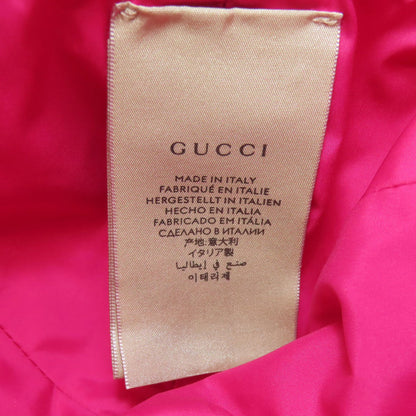 GUCCI
MADE IN ITALY
FABRIQUÉ EN ITALIE
HERGESTELLT IN ITALIEN
HECHO EN ITALIA
FABRICADO EM ITÁLIA
СДЕЛАНО В ИТАЛИИ
产地:意大利
イタリア製
صنع في إيطاليا
이태리제